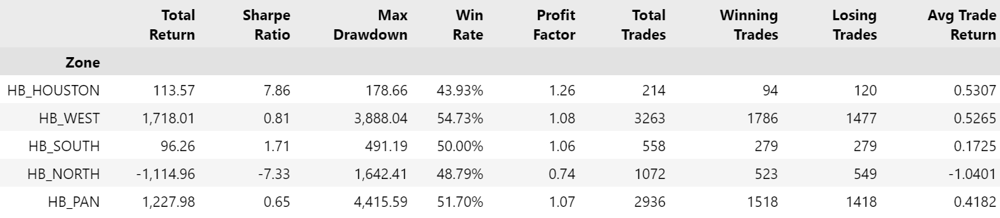 Total Return Sharpe Ratio Max Drawdown Win Rate Profit Factor Total Trades Winning Trades Losing Trades Avg Trade Return
Zone
HB_HOUSTON 113.57 7.86 178.66 43.93% 1.26 214 94 120 0.5307
HB_WEST 1,718.01 0.81 3,888.04 54.73% 1.08 3263 1786 1477 0.5265
HB_SOUTH 96.26 1.71 491.19 50.00% 1.06 558 279 279 0.1725
HB_NORTH -1,114.96 -7.33 1,642.41 48.79% 0.74 1072 523 549 -1.0401
HB_PAN 1,227.98 0.65 4,415.59 51.70% 1.07 2936 1518 1418 0.4182